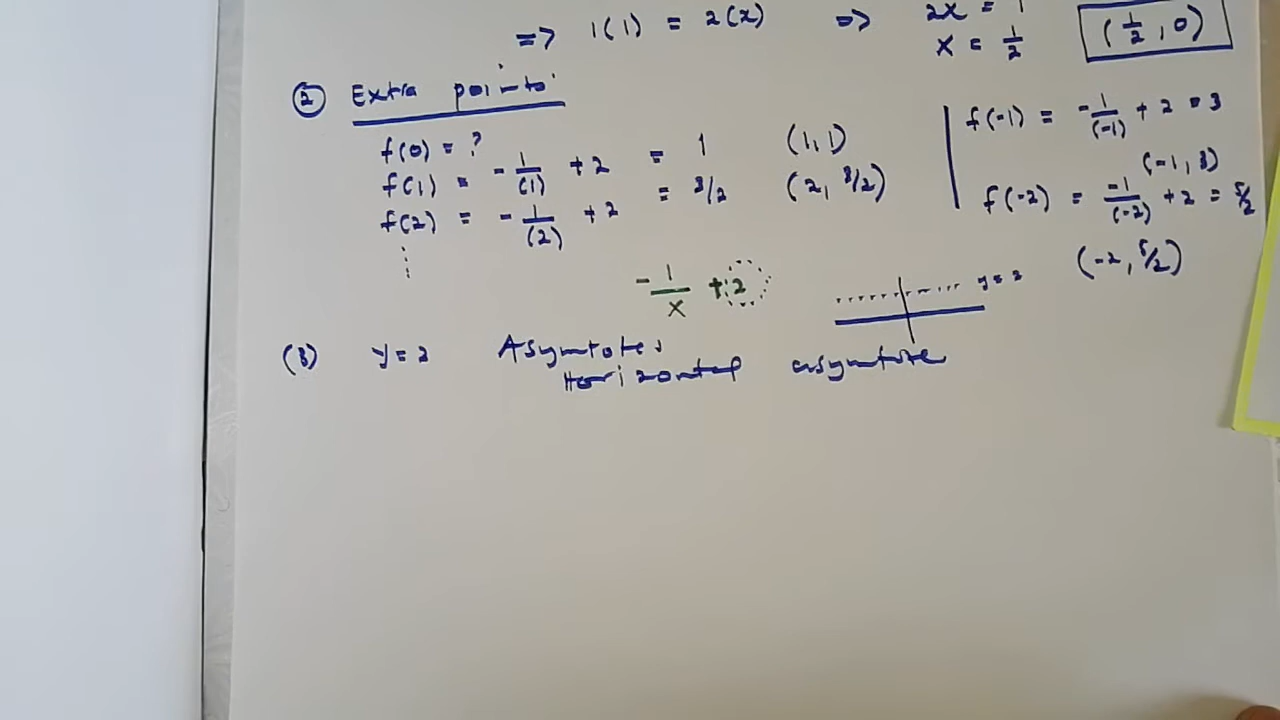 => 1(1) = 2(x) => 2x = 1
x = 1/2
(1/2, 0)
② Extra points
f(0) = ?
f(1) = -1/(1) + 2 = 1 (1,1)
f(2) = -1/(2) + 2 = 3/2 (2, 3/2)
f(-1) = -1/(-1) + 2 = 3
(-1, 3)
f(-2) = -1/(-2) + 2 = 5/2
(-2, 5/2)
-1/x + 2
y = 2
(3) y = 2 Asymptotes
Horizontal asymptote